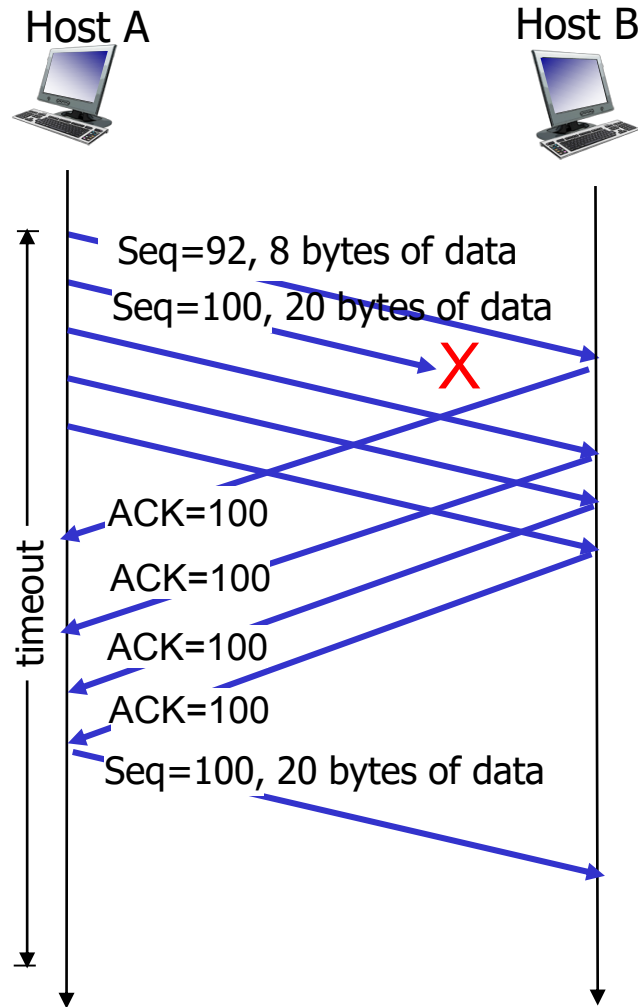 Host A
Host B
Seq=92, 8 bytes of data
Seq=100, 20 bytes of data
X
ACK=100
timeout
ACK=100
ACK=100
ACK=100
Seq=100, 20 bytes of data